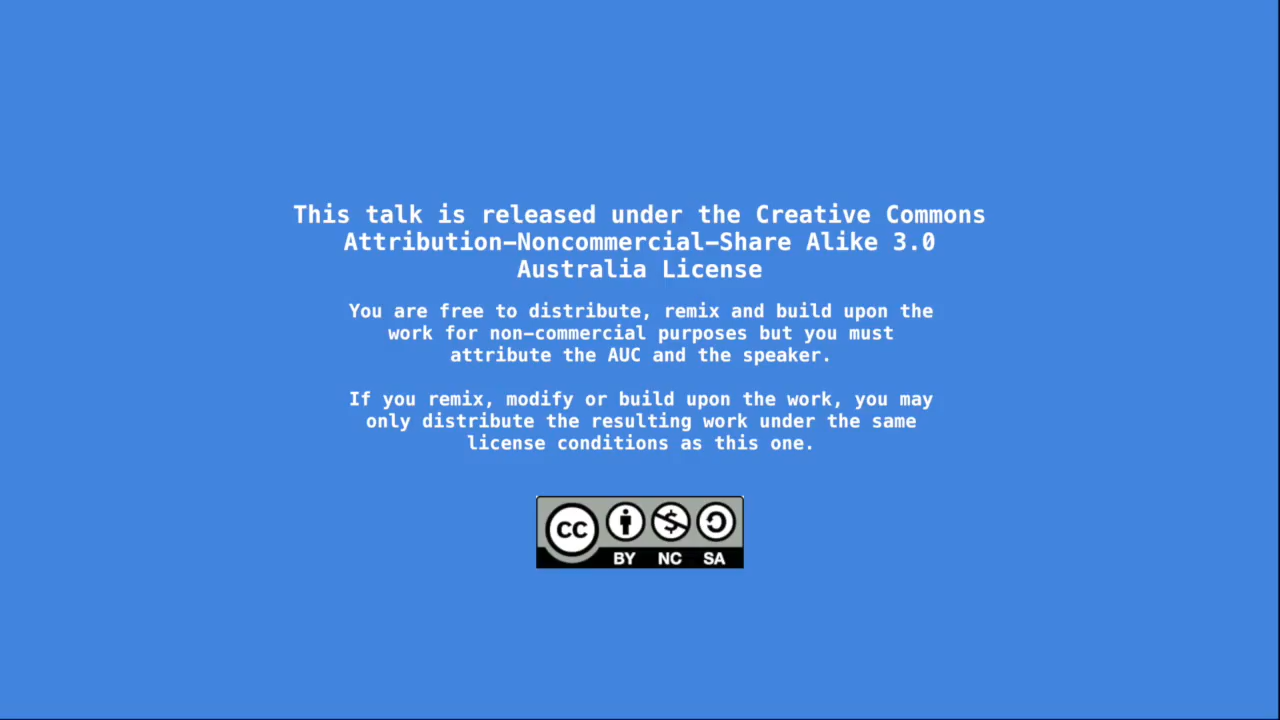 This talk is released under the Creative Commons
Attribution–Noncommercial–Share Alike 3.0
Australia License
You are free to distribute, remix and build upon the
work for non–commercial purposes but you must
attribute the AUC and the speaker.
If you remix, modify or build upon the work, you may
only distribute the resulting work under the same
license conditions as this one.
CC
BY NC SA